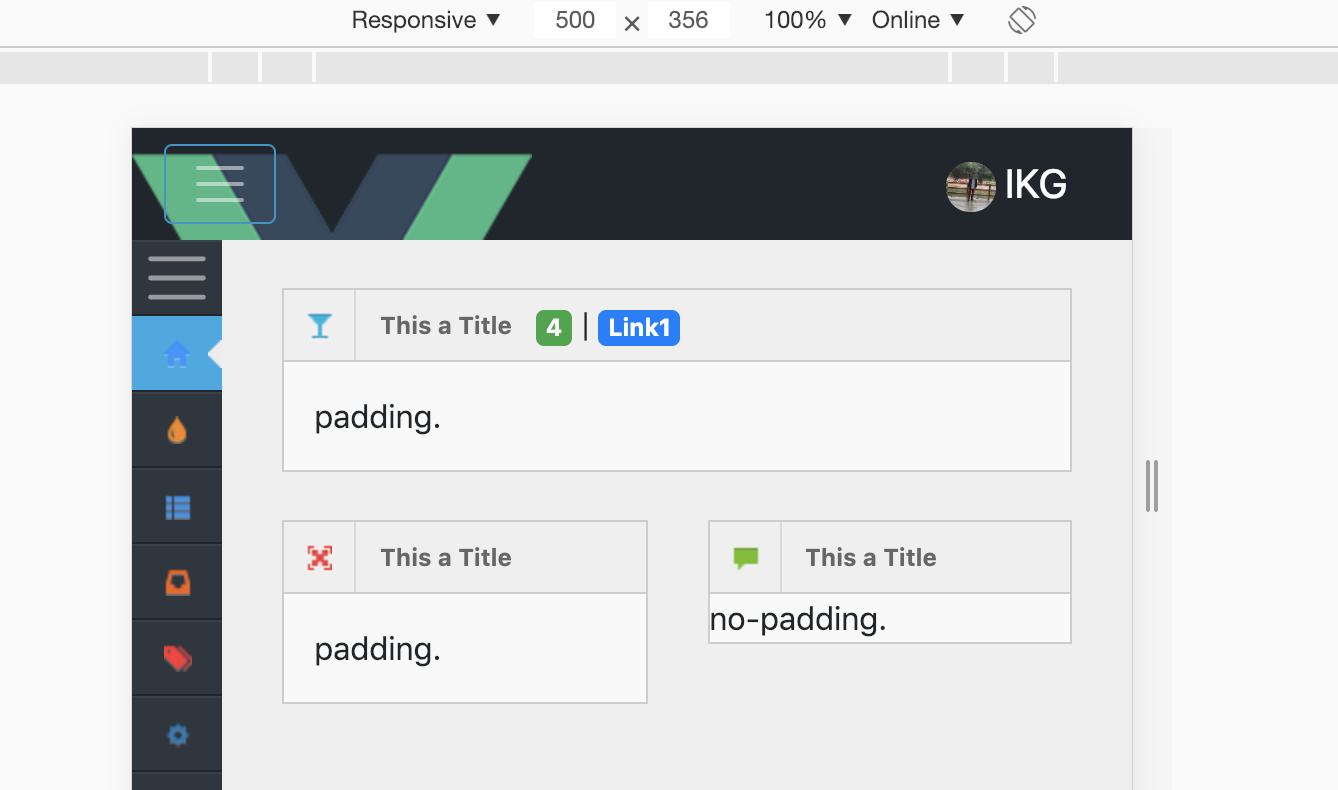 Responsive ▼ 500 × 356 100% ▼ Online ▼
IKG
This a Title 4 | Link1
padding.
This a Title
padding.
This a Title
no-padding.